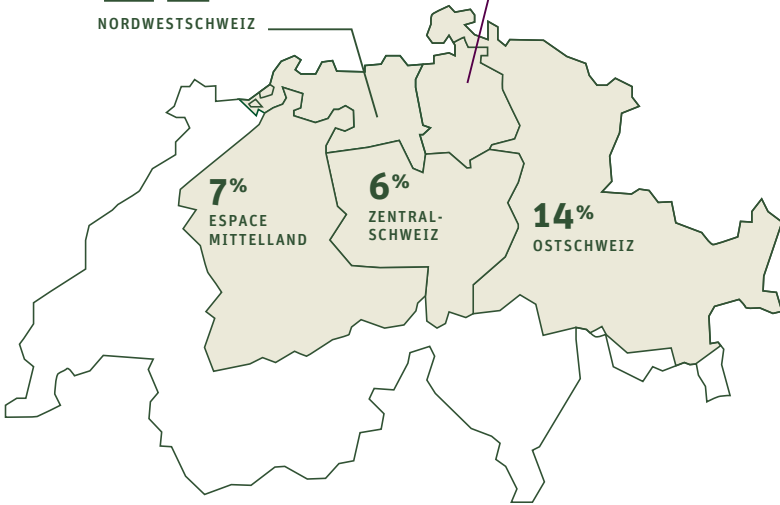 NORDWESTSCHWEIZ
7%
ESPACE
MITTELLAND
6%
ZENTRAL-
SCHWEIZ
14%
OSTSCHWEIZ